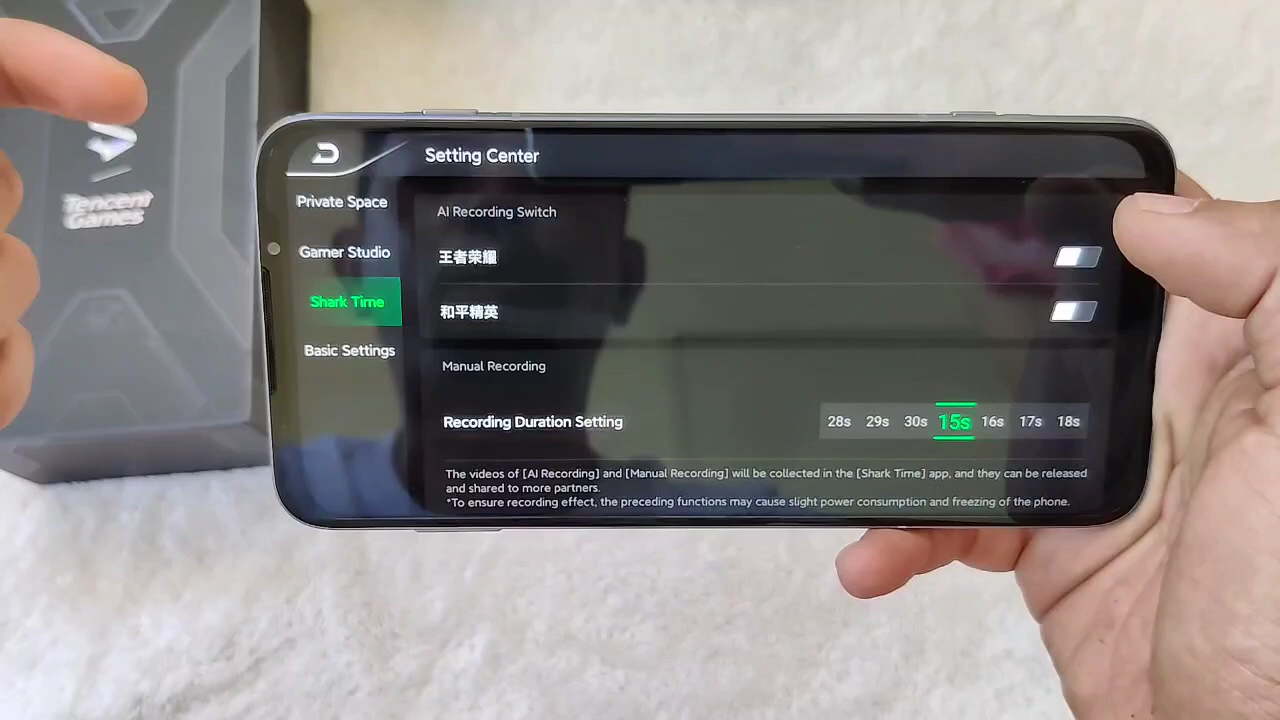 Tencent
Games
Setting Center
Private Space
Gamer Studio
Shark Time
Basic Settings
AI Recording Switch
王者荣耀
和平精英
Manual Recording
Recording Duration Setting
28s 29s 30s 15s 16s 17s 18s
The videos of [AI Recording] and [Manual Recording] will be collected in the [Shark Time] app, and they can be released
and shared to more partners.
*To ensure recording effect, the preceding functions may cause slight power consumption and freezing of the phone.